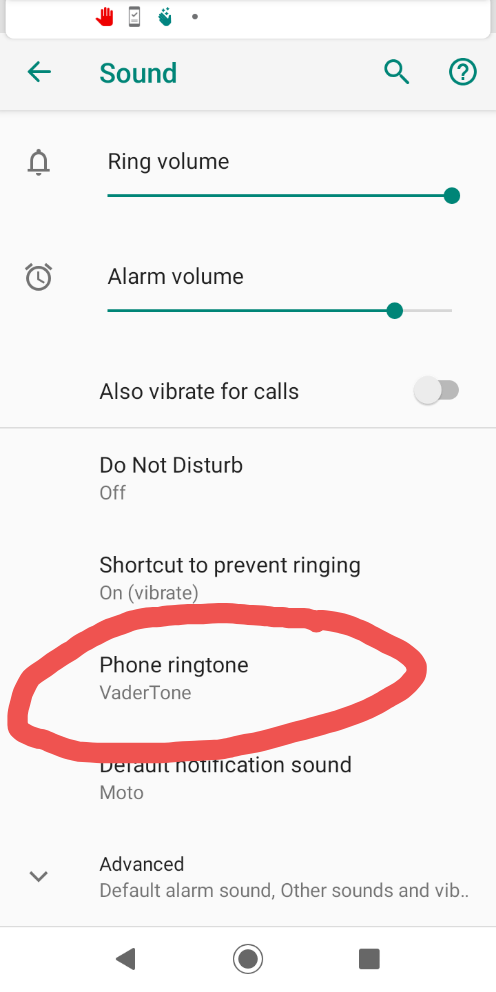 Sound
Ring volume
Alarm volume
Also vibrate for calls
Do Not Disturb
Off
Shortcut to prevent ringing
On (vibrate)
Phone ringtone
VaderTone
Default notification sound
Moto
Advanced
Default alarm sound, Other sounds and vib..